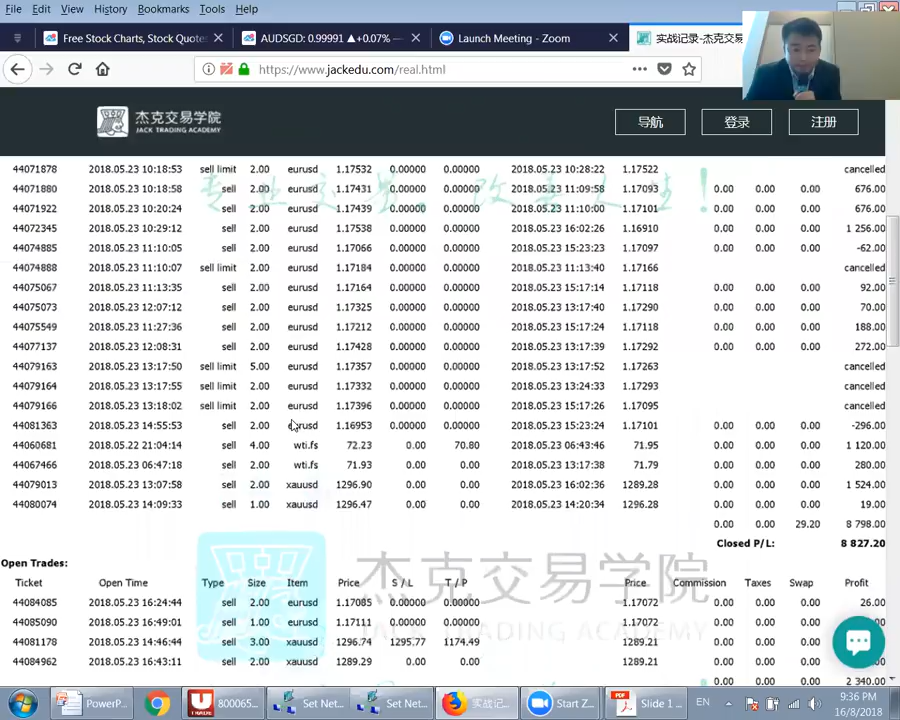 File Edit View History Bookmarks Tools Help
Free Stock Charts, Stock Quote × AUDSGD: 0.99991 ▲+0.07% × Launch Meeting - Zoom × 实战记录-杰克交易
https://www.jackedu.com/real.html
杰克交易学院
JACK TRADING ACADEMY
导航 登录 注册
44071878 2018.05.23 10:18:53 sell limit 2.00 eurusd 1.17532 0.00000 0.00000 2018.05.23 10:28:22 1.17522 cancelled
44071880 2018.05.23 10:18:58 sell 2.00 eurusd 1.17431 0.00000 0.00000 2018.05.23 11:09:58 1.17093 0.00 0.00 0.00 676.00
44071922 2018.05.23 10:20:24 sell 2.00 eurusd 1.17439 0.00000 0.00000 2018.05.23 11:10:00 1.17101 0.00 0.00 0.00 676.00
44072345 2018.05.23 10:29:12 sell 2.00 eurusd 1.17538 0.00000 0.00000 2018.05.23 16:02:26 1.16910 0.00 0.00 0.00 1 256.00
44074885 2018.05.23 11:10:05 sell 2.00 eurusd 1.17066 0.00000 0.00000 2018.05.23 15:23:23 1.17097 0.00 0.00 0.00 -62.00
44074888 2018.05.23 11:10:07 sell limit 2.00 eurusd 1.17184 0.00000 0.00000 2018.05.23 11:13:40 1.17166 cancelled
44075067 2018.05.23 11:13:35 sell 2.00 eurusd 1.17164 0.00000 0.00000 2018.05.23 15:17:14 1.17118 0.00 0.00 0.00 92.00
44075073 2018.05.23 12:07:12 sell 2.00 eurusd 1.17325 0.00000 0.00000 2018.05.23 13:17:40 1.17290 0.00 0.00 0.00 70.00
44075549 2018.05.23 11:27:36 sell 2.00 eurusd 1.17212 0.00000 0.00000 2018.05.23 15:17:24 1.17118 0.00 0.00 0.00 188.00
44077137 2018.05.23 12:08:31 sell 2.00 eurusd 1.17428 0.00000 0.00000 2018.05.23 13:17:39 1.17292 0.00 0.00 0.00 272.00
44079163 2018.05.23 13:17:50 sell limit 5.00 eurusd 1.17357 0.00000 0.00000 2018.05.23 13:17:52 1.17263 cancelled
44079164 2018.05.23 13:17:55 sell limit 2.00 eurusd 1.17332 0.00000 0.00000 2018.05.23 13:24:33 1.17293 cancelled
44079166 2018.05.23 13:18:02 sell limit 2.00 eurusd 1.17396 0.00000 0.00000 2018.05.23 15:17:26 1.17095 cancelled
44081363 2018.05.23 14:55:53 sell 2.00 eurusd 1.16953 0.00000 0.00000 2018.05.23 15:23:24 1.17101 0.00 0.00 0.00 -296.00
44060681 2018.05.22 21:04:14 sell 4.00 wti.fs 72.23 0.00 70.80 2018.05.23 06:43:46 71.95 0.00 0.00 0.00 1 120.00
44067466 2018.05.23 06:47:18 sell 2.00 wti.fs 71.93 0.00 0.00 2018.05.23 13:17:38 71.79 0.00 0.00 0.00 280.00
44079013 2018.05.23 13:07:58 sell 2.00 xauusd 1296.90 0.00 0.00 2018.05.23 16:02:36 1289.28 0.00 0.00 0.00 1 524.00
44080074 2018.05.23 14:09:33 sell 1.00 xauusd 1296.47 0.00 0.00 2018.05.23 14:20:34 1296.28 0.00 0.00 0.00 19.00
0.00 0.00 29.20 8 798.00
Closed P/L: 8 827.20
Open Trades:
Ticket Open Time Type Size Item Price S / L T / P Price Commission Taxes Swap Profit
44084085 2018.05.23 16:24:44 sell 2.00 eurusd 1.17085 0.00000 0.00000 1.17072 0.00 0.00 0.00 26.00
44085090 2018.05.23 16:49:01 sell 1.00 eurusd 1.17111 0.00000 0.00000 1.17072 0.00 0.00 0.00
44081178 2018.05.23 14:46:44 sell 3.00 xauusd 1296.74 1295.77 1174.49 1289.21 0.00 0.00 0.00
44084962 2018.05.23 16:43:11 sell 2.00 xauusd 1289.29 0.00 0.00 1289.21 0.00 0.00 0.00
0.00 0.00 0.00 2 340.00
杰克交易学院
JACK TRADING ACADEMY
PowerP... 800065... Set Net... Set Net... 实战记... Start Z... Slide 1 ... EN 9:36 PM
16/8/2018